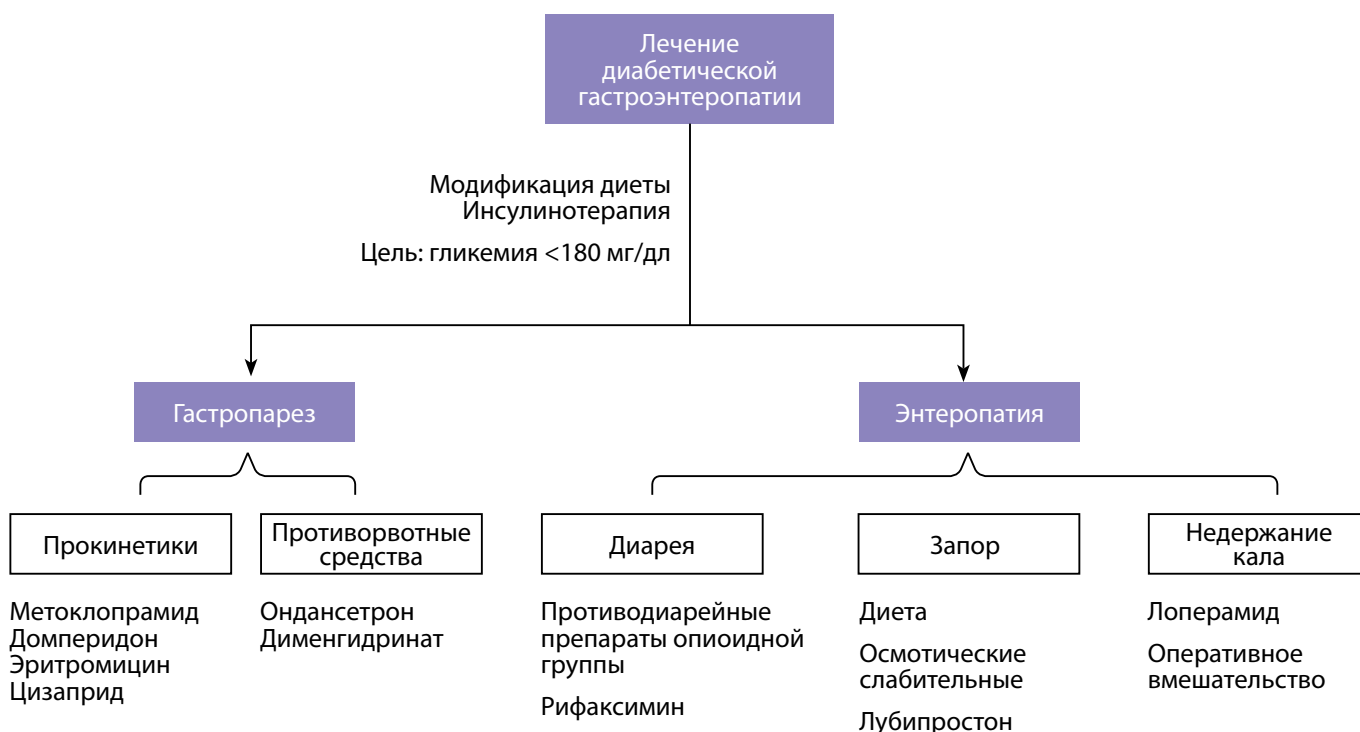 Лечение
диабетической
гастроэнтеропатии
Модификация диеты
Инсулинотерапия
Цель: гликемия <180 мг/дл
Гастропарез
Энтеропатия
Прокинетики
Противорвотные
средства
Диарея
Запор
Недержание
кала
Метоклопрамид
Домперидон
Эритромицин
Цизаприд
Ондансетрон
Дименгидринат
Противодиарейные
препараты опиоидной
группы
Рифаксимин
Диета
Осмотические
слабительные
Лубипростон
Лоперамид
Оперативное
вмешательство